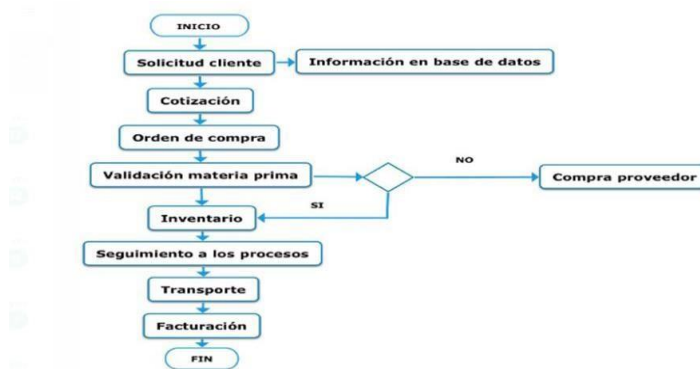 INICIO
Solicitud cliente
Información en base de datos
Cotización
Orden de compra
Validación materia prima
NO
Compra proveedor
SI
Inventario
Seguimiento a los procesos
Transporte
Facturación
FIN